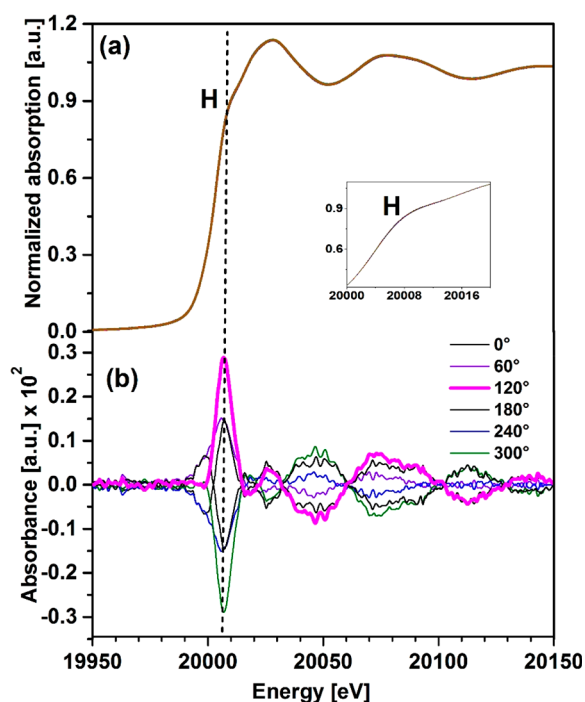 (a)
H
Normalized absorption [a.u.]
1.2
0.9
0.6
0.3
0.0
H
0.9
0.6
20000 20008 20016
(b)
Absorbance [a.u.] x 10²
0.3
0.2
0.1
0.0
-0.1
-0.2
-0.3
0°
60°
120°
180°
240°
300°
19950 20000 20050 20100 20150
Energy [eV]